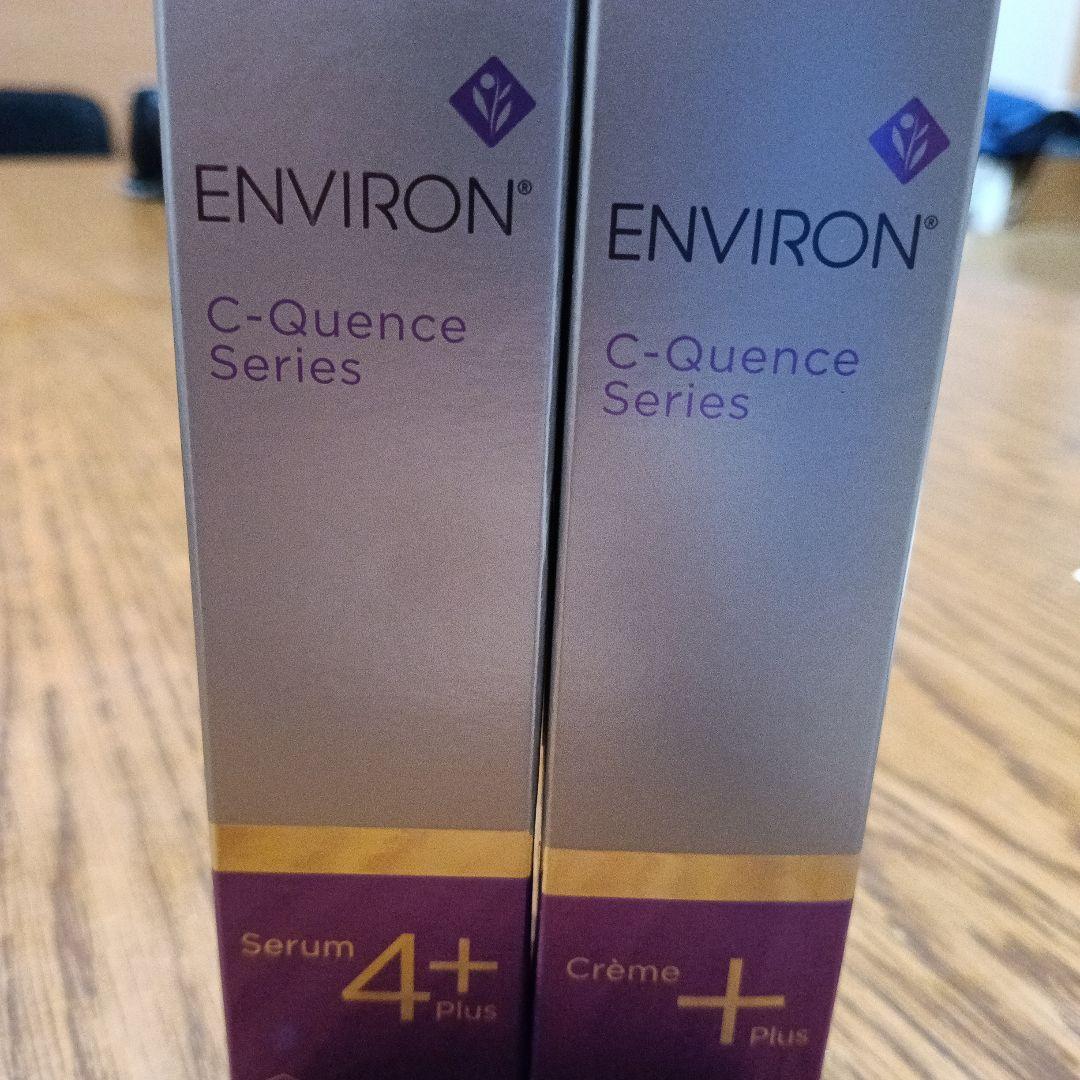 ENVIRON®
C-Quence
Series
Serum 4+
Plus
ENVIRON®
C-Quence
Series
Crème +
Plus